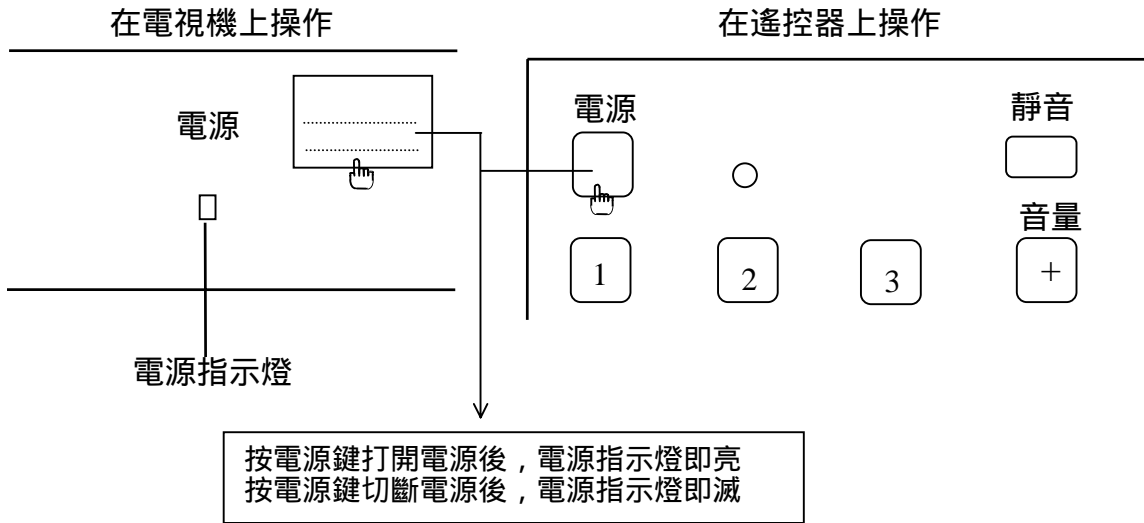 在電視機上操作
在遙控器上操作
電源
電源
靜音
音量
1
2
3
+
電源指示燈
按電源鍵打開電源後，電源指示燈即亮
按電源鍵切斷電源後，電源指示燈即滅